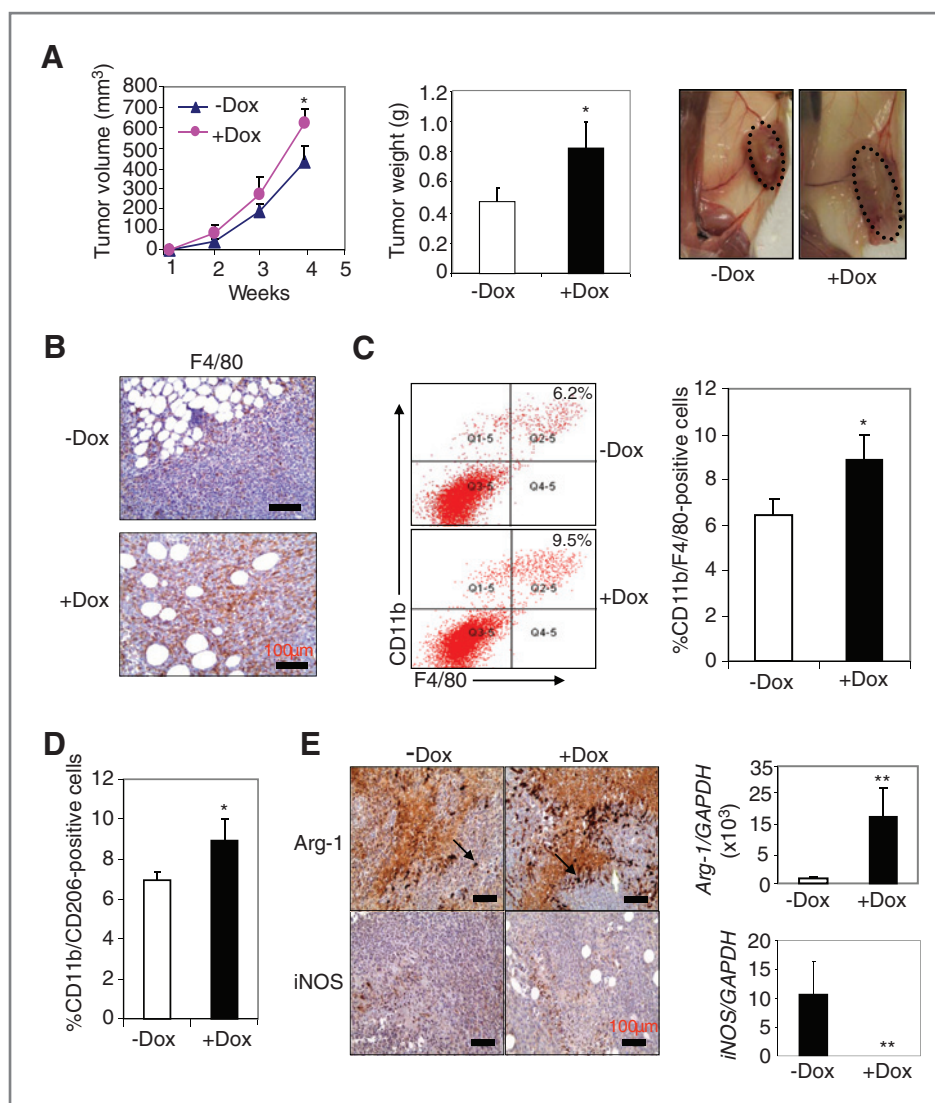 A
Tumor volume (mm³)
800
700
600
500
400
300
200
100
0
-Dox
+Dox
*
1 2 3 4 5
Weeks
Tumor weight (g)
1.2
1.0
0.8
0.6
0.4
0.2
0
*
-Dox +Dox
-Dox +Dox
B
F4/80
-Dox
+Dox
100µm
C
6.2%
Q1-5 Q2-5
Q3-5 Q4-5
-Dox
9.5%
Q1-5 Q2-5
Q3-5 Q4-5
+Dox
CD11b
F4/80
%CD11b/F4/80-positive cells
12
10
8
6
4
2
0
*
-Dox +Dox
D
%CD11b/CD206-positive cells
12
10
8
6
4
2
0
*
-Dox +Dox
E
-Dox +Dox
Arg-1
iNOS
100µm
Arg-1/GAPDH
(x10³)
35
25
15
5
0
**
-Dox +Dox
iNOS/GAPDH
20
15
10
5
0
**
-Dox +Dox